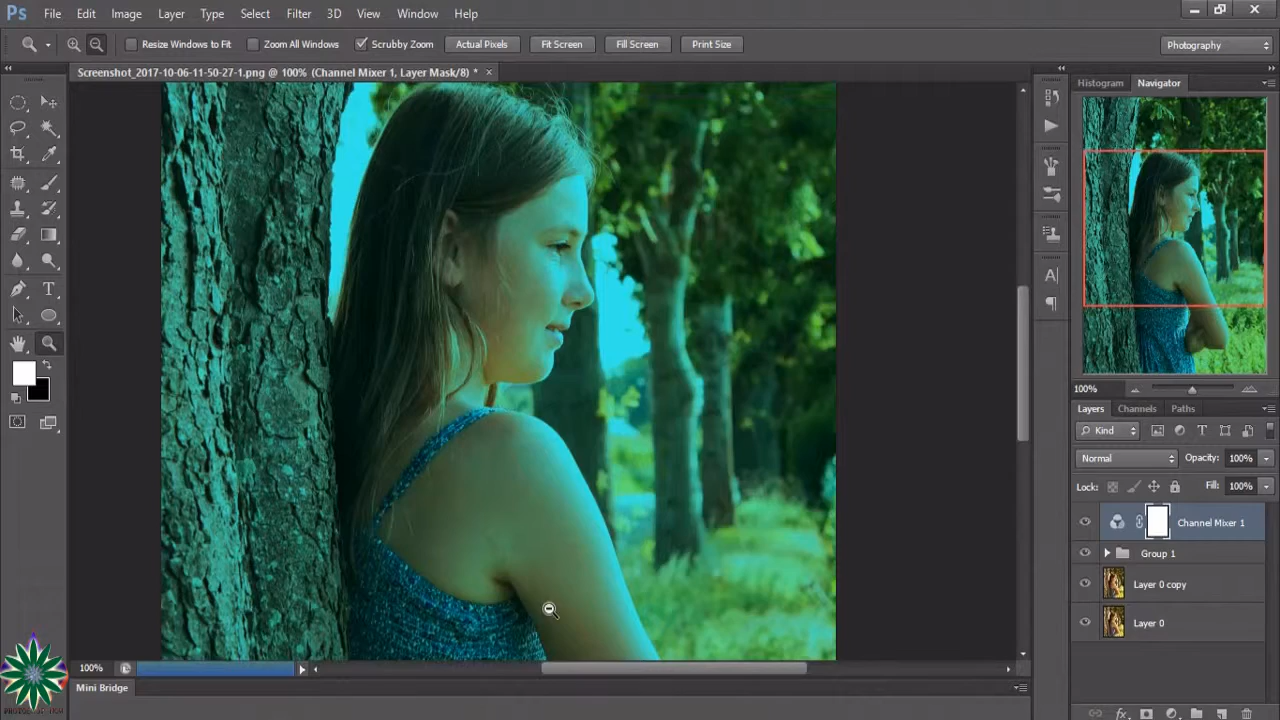 Ps File Edit Image Layer Type Select Filter 3D View Window Help
Resize Windows to Fit Zoom All Windows Scrubby Zoom Actual Pixels Fit Screen Fill Screen Print Size Photography
Screenshot_2017-10-06-11-50-27-1.png @ 100% (Channel Mixer 1, Layer Mask/8) * ×
Histogram Navigator
100%
Layers Channels Paths
Kind
Normal Opacity: 100%
Lock: Fill: 100%
Channel Mixer 1
Group 1
Layer 0 copy
Layer 0
100%
Mini Bridge